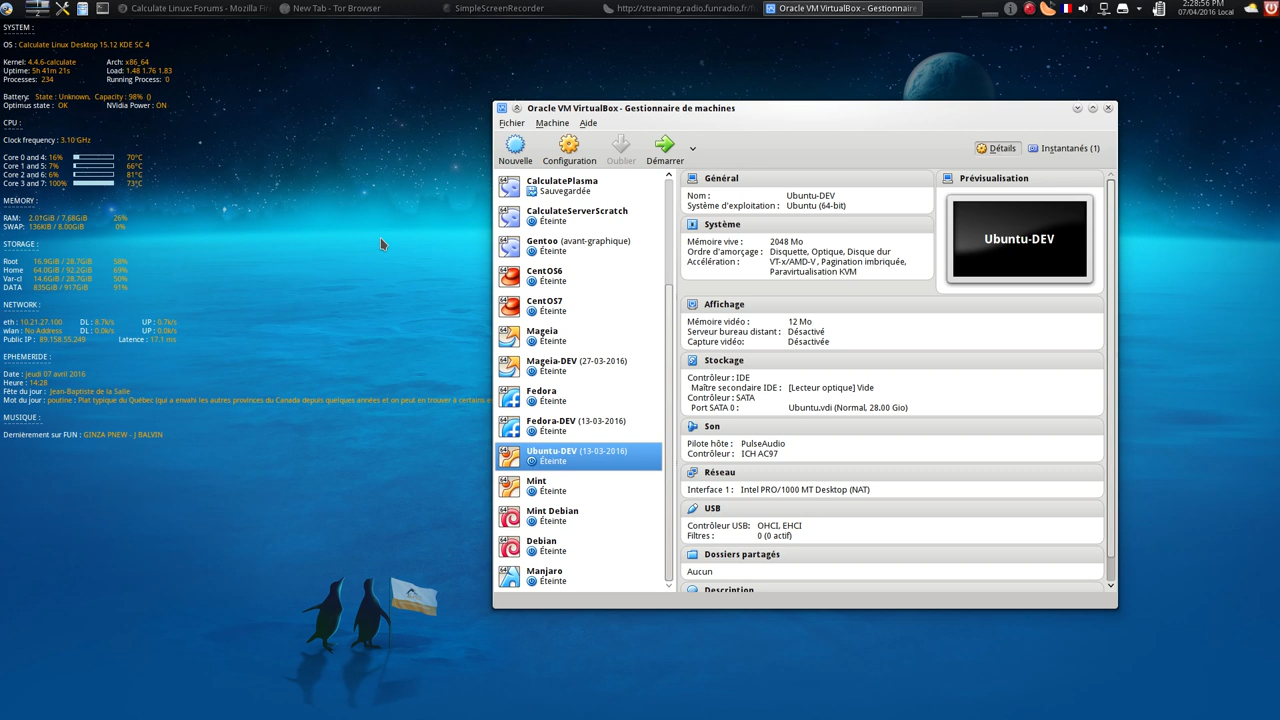 Calculate Linux: Forums - Mozilla Fi
New Tab - Tor Browser
SimpleScreenRecorder
http://streaming.radio.funradio.fr/f
Oracle VM VirtualBox - Gestionnaire
2:28:56 PM
07/04/2016 Local
SYSTEM :
OS : Calculate Linux Desktop 15.12 KDE SC 4
Kernel: 4.4.6-calculate Arch: x86_64
Uptime: 5h 41m 21s Load: 1.48 1.76 1.83
Processes: 234 Running Process: 0
Battery: State : Unknown, Capacity : 98% ()
Optimus state : OK NVidia Power : ON
CPU :
Clock frequency : 3.10 GHz
Core 0 and 4: 16% 70°C
Core 1 and 5: 7% 66°C
Core 2 and 6: 6% 81°C
Core 3 and 7: 100% 73°C
MEMORY :
RAM: 2.01GiB / 7.68GiB 26%
SWAP: 136KiB / 8.00GiB 0%
STORAGE :
Root 16.9GiB / 28.7GiB 58%
Home 64.0GiB / 92.2GiB 69%
Var-cl 14.6GiB / 28.7GiB 50%
DATA 835GiB / 917GiB 91%
NETWORK :
eth : 10.21.27.100 DL : 8.7k/s UP : 0.7k/s
wlan : No Address DL : 0.0k/s UP : 0.0k/s
Public IP : 89.158.55.249 Latence : 17.1 ms
EPHEMERIDE :
Date : jeudi 07 avril 2016
Heure : 14:28
Fête du jour : Jean-Baptiste de la Salle
Mot du jour : poutine : Plat typique du Québec (qui a envahi les autres provinces du Canada depuis quelques années et on peut en trouver à certains en
MUSIQUE :
Dernièrement sur FUN : GINZA PNEW - J BALVIN
Oracle VM VirtualBox - Gestionnaire de machines
Fichier Machine Aide
Nouvelle Configuration Oublier Démarrer
Détails Instantanés (1)
CalculatePlasma
Sauvegardée
CalculateServerScratch
Éteinte
Gentoo (avant-graphique)
Éteinte
CentOS6
Éteinte
CentOS7
Éteinte
Mageia
Éteinte
Mageia-DEV (27-03-2016)
Éteinte
Fedora
Éteinte
Fedora-DEV (13-03-2016)
Éteinte
Ubuntu-DEV (13-03-2016)
Éteinte
Mint
Éteinte
Mint Debian
Éteinte
Debian
Éteinte
Manjaro
Éteinte
Général
Nom : Ubuntu-DEV
Système d'exploitation : Ubuntu (64-bit)
Système
Mémoire vive : 2048 Mo
Ordre d'amorçage : Disquette, Optique, Disque dur
Accélération : VT-x/AMD-V , Pagination imbriquée,
Paravirtualisation KVM
Prévisualisation
Ubuntu-DEV
Affichage
Mémoire vidéo : 12 Mo
Serveur bureau distant : Désactivé
Capture vidéo: Désactivée
Stockage
Contrôleur : IDE
Maître secondaire IDE : [Lecteur optique] Vide
Contrôleur : SATA
Port SATA 0 : Ubuntu.vdi (Normal, 28.00 Gio)
Son
Pilote hôte : PulseAudio
Contrôleur : ICH AC97
Réseau
Interface 1 : Intel PRO/1000 MT Desktop (NAT)
USB
Contrôleur USB: OHCI, EHCI
Filtres : 0 (0 actif)
Dossiers partagés
Aucun
Description